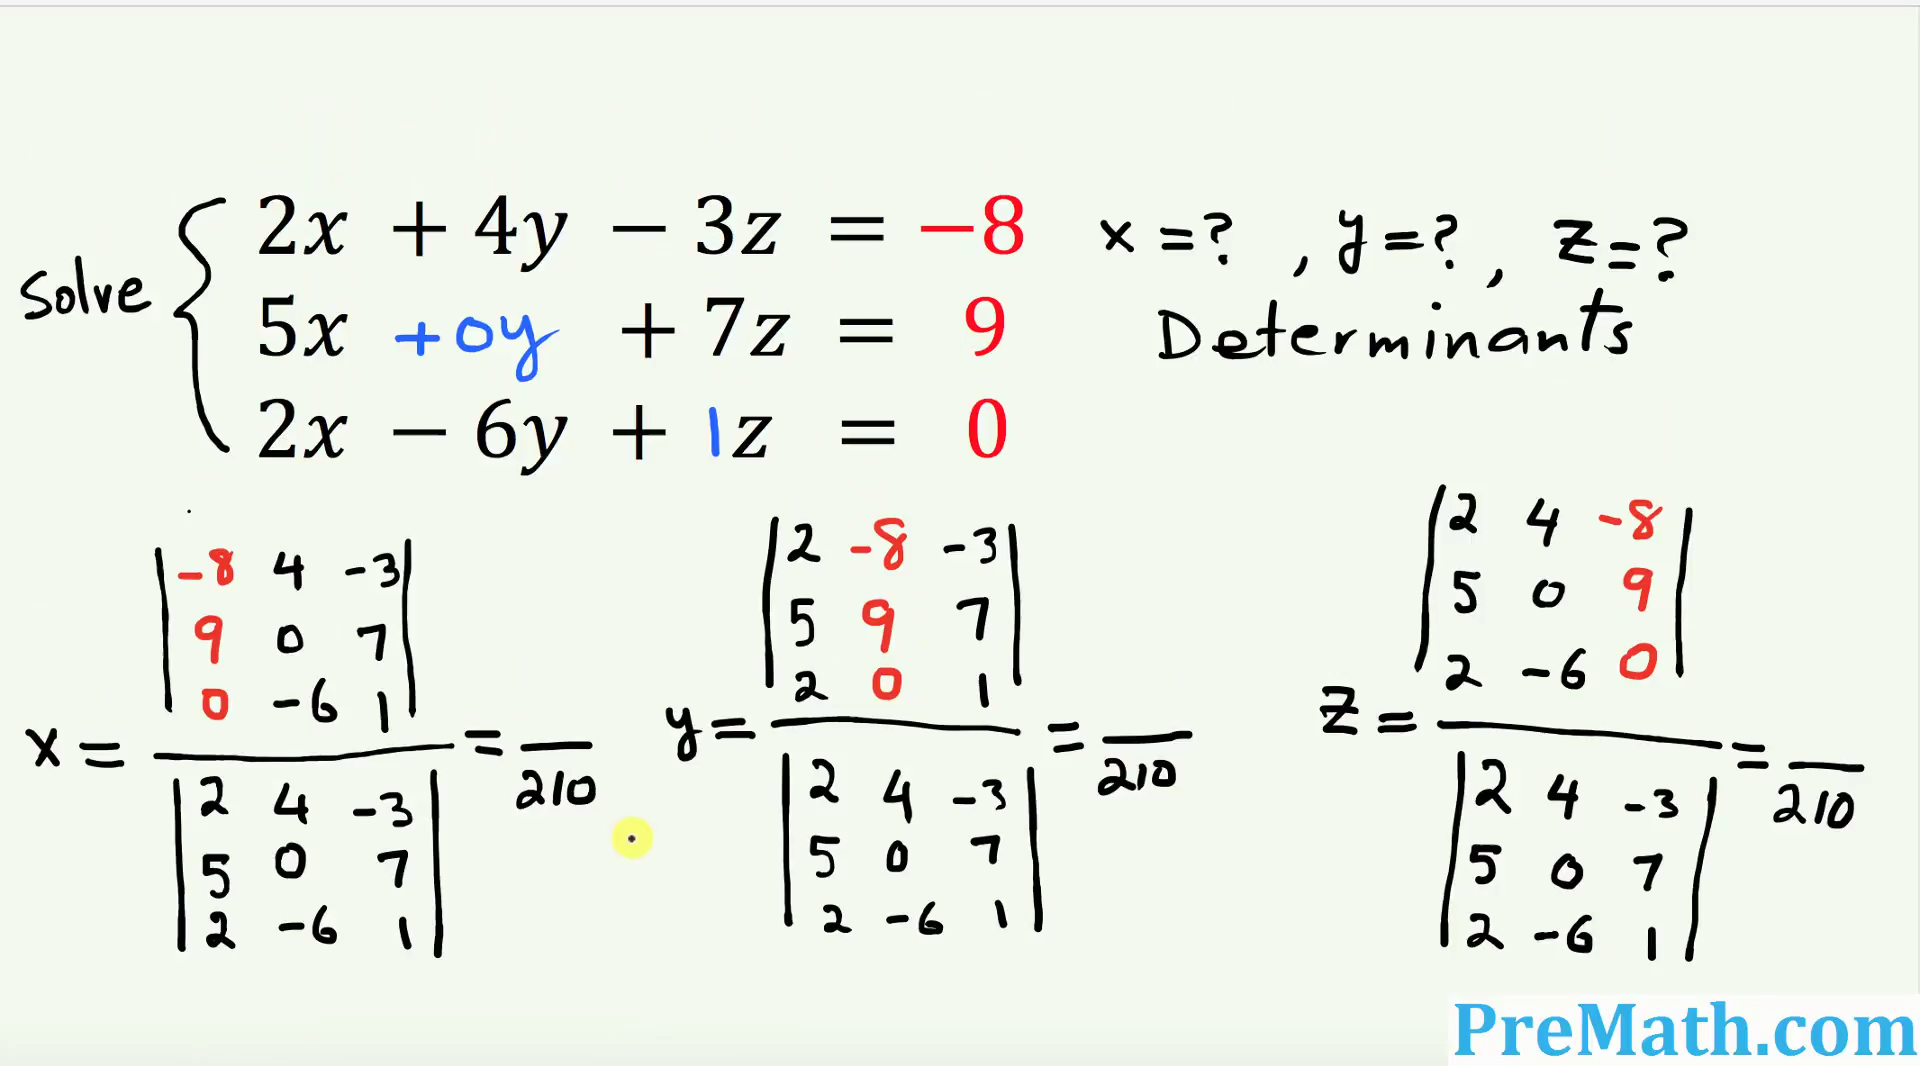 2x + 4y − 3z = −8 x = ? , y = ? , z = ?
Solve 5x + 0y + 7z = 9 Determinants
2x − 6y + 1z = 0
-8 4 -3
9 0 7
0 -6 1
x = =
210
2 4 -3
5 0 7
2 -6 1
2 -8 -3
5 9 7
2 0 1
y = =
210
2 4 -3
5 0 7
2 -6 1
2 4 -8
5 0 9
2 -6 0
z = =
210
2 4 -3
5 0 7
2 -6 1
PreMath.com